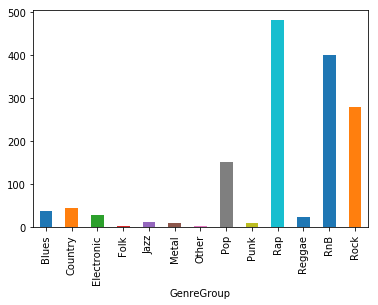 500
400
300
200
100
0
Blues
Country
Electronic
Folk
Jazz
Metal
Other
Pop
Punk
Rap
Reggae
RnB
Rock
GenreGroup